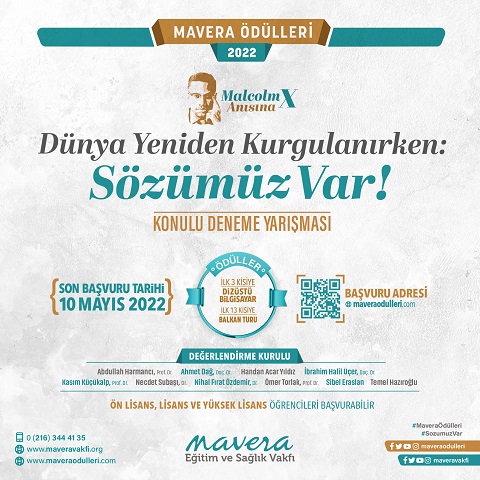 MAVERA ÖDÜLLERİ
2022
Malcolm X
Anısına
Dünya Yeniden Kurgulanırken:
Sözümüz Var!
KONULU DENEME YARIŞMASI
SON BAŞVURU TARİHİ
10 MAYIS 2022
ÖDÜLLER
İLK 3 KİŞİYE
DİZÜSTÜ
BİLGİSAYAR
İLK 13 KİŞİYE
BALKAN TURU
BAŞVURU ADRESİ
maveraodulleri.com
DEĞERLENDİRME KURULU
Abdullah Harmancı, Prof. Dr. Ahmet Dağ, Doç. Dr. Handan Acar Yıldız İbrahim Halil Üçer, Doç. Dr.
Kasım Küçükalp, Prof. Dr. Necdet Subaşı, Dr. Nihal Fırat Özdemir, Dr. Ömer Torlak, Prof. Dr. Sibel Eraslan Temel Hazıroğlu
ÖN LİSANS, LİSANS VE YÜKSEK LİSANS ÖĞRENCİLERİ BAŞVURABİLİR
0 (216) 344 41 35
www.maveravakfi.org
www.maveraodulleri.com
mavera
Eğitim ve Sağlık Vakfı
#MaveraÖdülleri
#SozumuzVar
maveraodulleri
maveravakfi